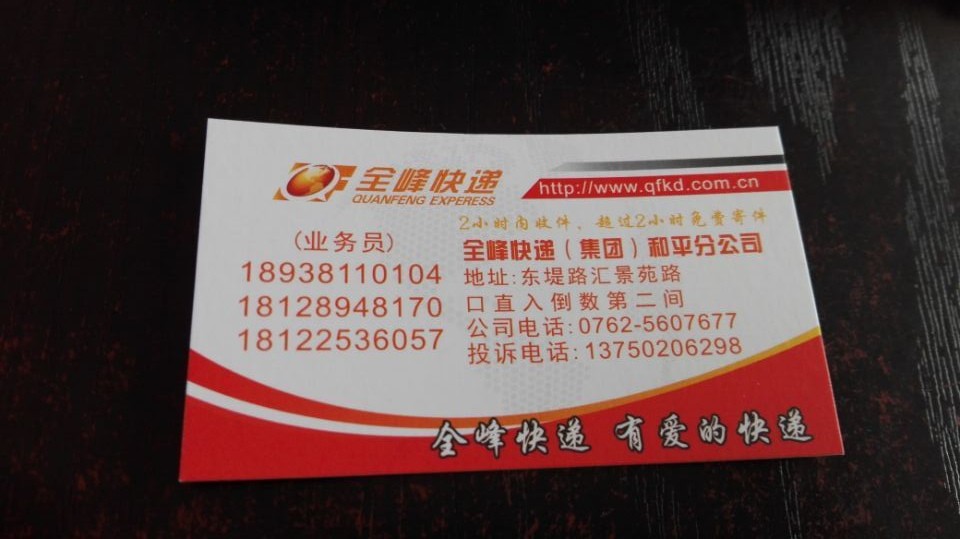 全峰快递
QUANFENG EXPERESS
http://www.qfkd.com.cn
2小时内收件，超过2小时免费寄件
(业务员)
18938110104
18128948170
18122536057
全峰快递（集团）和平分公司
地址:东堤路汇景苑路
口直入倒数第二间
公司电话:0762-5607677
投诉电话:13750206298
全峰快递 有爱的快递